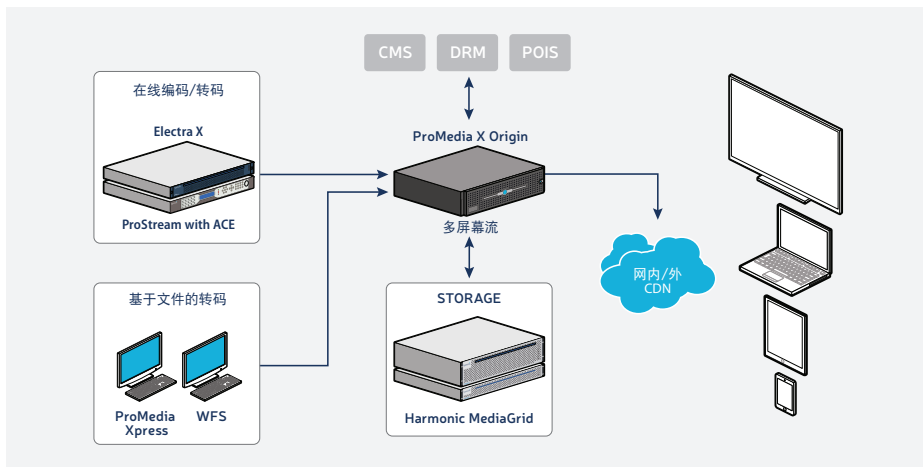 CMS
DRM
POIS
在线编码/转码
Electra X
ProStream with ACE
ProMedia X Origin
多屏幕流
网内/外
CDN
基于文件的转码
ProMedia
Xpress
WFS
STORAGE
Harmonic MediaGrid